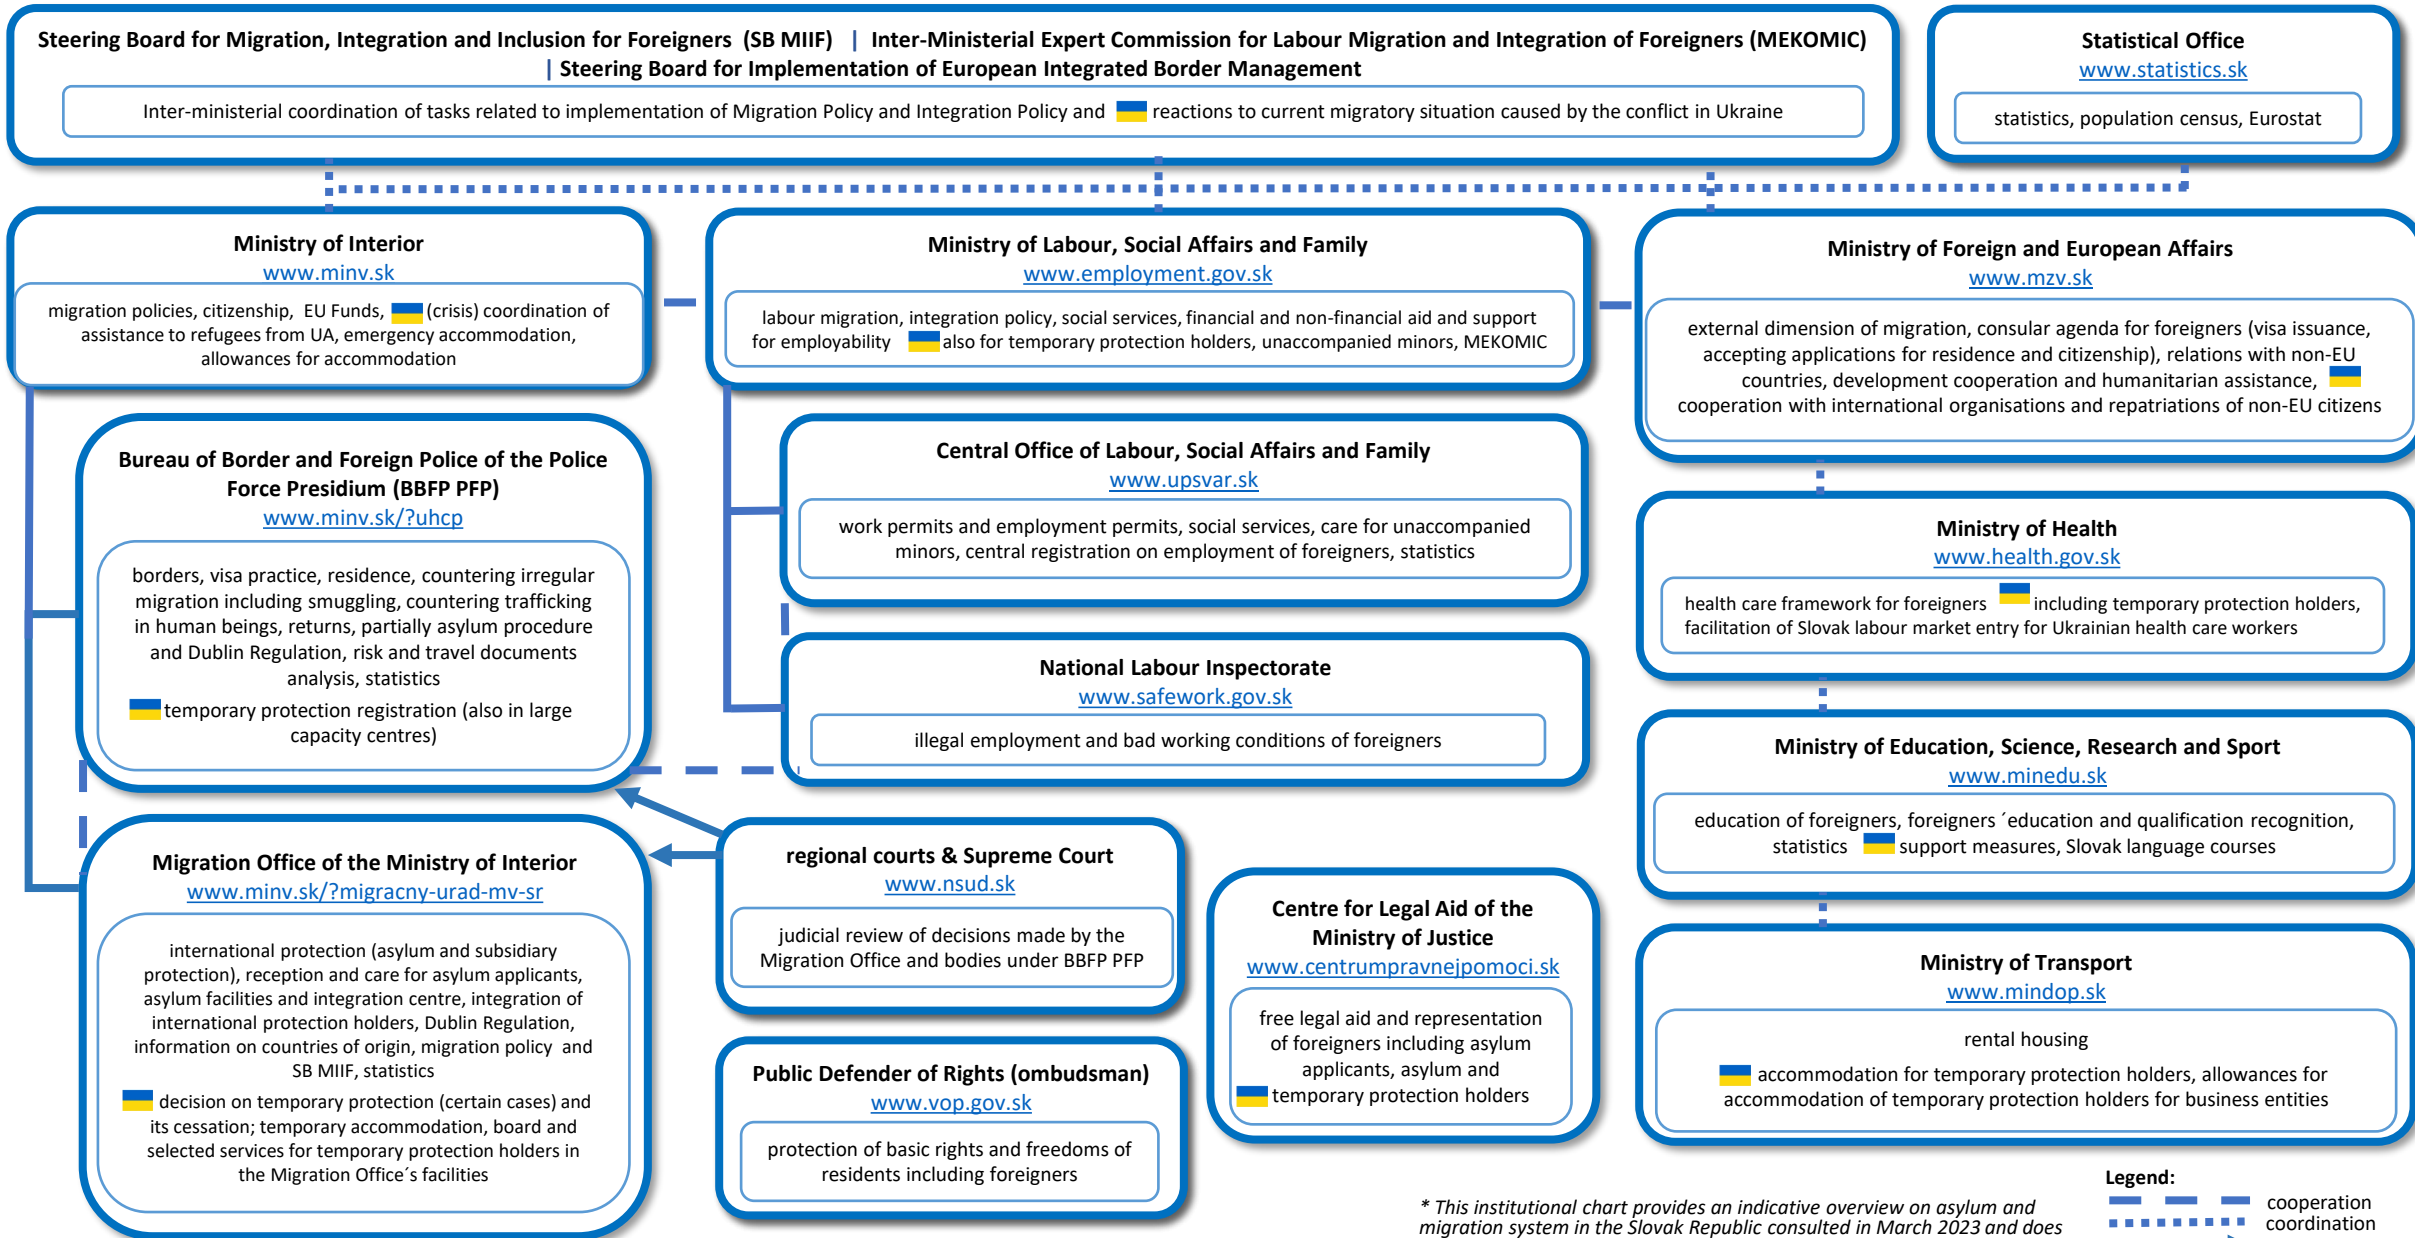 Steering Board for Migration, Integration and Inclusion for Foreigners (SB MIIF) | Inter-Ministerial Expert Commission for Labour Migration and Integration of Foreigners (MEKOMIC)
| Steering Board for Implementation of European Integrated Border Management
Inter-ministerial coordination of tasks related to implementation of Migration Policy and Integration Policy and reactions to current migratory situation caused by the conflict in Ukraine
Statistical Office
www.statistics.sk
statistics, population census, Eurostat
Ministry of Interior
www.minv.sk
migration policies, citizenship, EU Funds, (crisis) coordination of
assistance to refugees from UA, emergency accommodation,
allowances for accommodation
Ministry of Labour, Social Affairs and Family
www.employment.gov.sk
labour migration, integration policy, social services, financial and non-financial aid and support
for employability also for temporary protection holders, unaccompanied minors, MEKOMIC
Ministry of Foreign and European Affairs
www.mzv.sk
external dimension of migration, consular agenda for foreigners (visa issuance,
accepting applications for residence and citizenship), relations with non-EU
countries, development cooperation and humanitarian assistance,
cooperation with international organisations and repatriations of non-EU citizens
Bureau of Border and Foreign Police of the Police
Force Presidium (BBFP PFP)
www.minv.sk/?uhcp
borders, visa practice, residence, countering irregular
migration including smuggling, countering trafficking
in human beings, returns, partially asylum procedure
and Dublin Regulation, risk and travel documents
analysis, statistics
temporary protection registration (also in large
capacity centres)
Central Office of Labour, Social Affairs and Family
www.upsvar.sk
work permits and employment permits, social services, care for unaccompanied
minors, central registration on employment of foreigners, statistics
National Labour Inspectorate
www.safework.gov.sk
illegal employment and bad working conditions of foreigners
Ministry of Health
www.health.gov.sk
health care framework for foreigners including temporary protection holders,
facilitation of Slovak labour market entry for Ukrainian health care workers
Ministry of Education, Science, Research and Sport
www.minedu.sk
education of foreigners, foreigners ´education and qualification recognition,
statistics support measures, Slovak language courses
Migration Office of the Ministry of Interior
www.minv.sk/?migracny-urad-mv-sr
international protection (asylum and subsidiary
protection), reception and care for asylum applicants,
asylum facilities and integration centre, integration of
international protection holders, Dublin Regulation,
information on countries of origin, migration policy and
SB MIIF, statistics
decision on temporary protection (certain cases) and
its cessation; temporary accommodation, board and
selected services for temporary protection holders in
the Migration Office´s facilities
regional courts & Supreme Court
www.nsud.sk
judicial review of decisions made by the
Migration Office and bodies under BBFP PFP
Public Defender of Rights (ombudsman)
www.vop.gov.sk
protection of basic rights and freedoms of
residents including foreigners
Centre for Legal Aid of the
Ministry of Justice
www.centrumpravnejpomoci.sk
free legal aid and representation
of foreigners including asylum
applicants, asylum and
temporary protection holders
Ministry of Transport
www.mindop.sk
rental housing
accommodation for temporary protection holders, allowances for
accommodation of temporary protection holders for business entities
* This institutional chart provides an indicative overview on asylum and
migration system in the Slovak Republic consulted in March 2023 and does
Legend:
cooperation
coordination